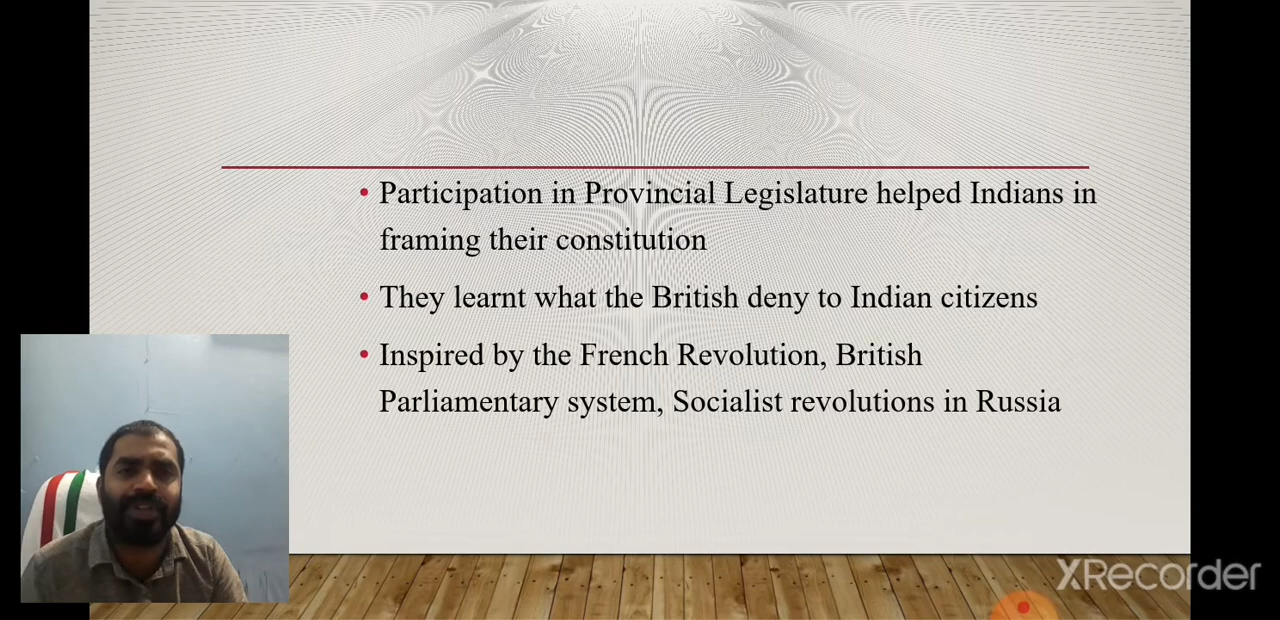 • Participation in Provincial Legislature helped Indians in
framing their constitution
• They learnt what the British deny to Indian citizens
• Inspired by the French Revolution, British
Parliamentary system, Socialist revolutions in Russia
XRecorder